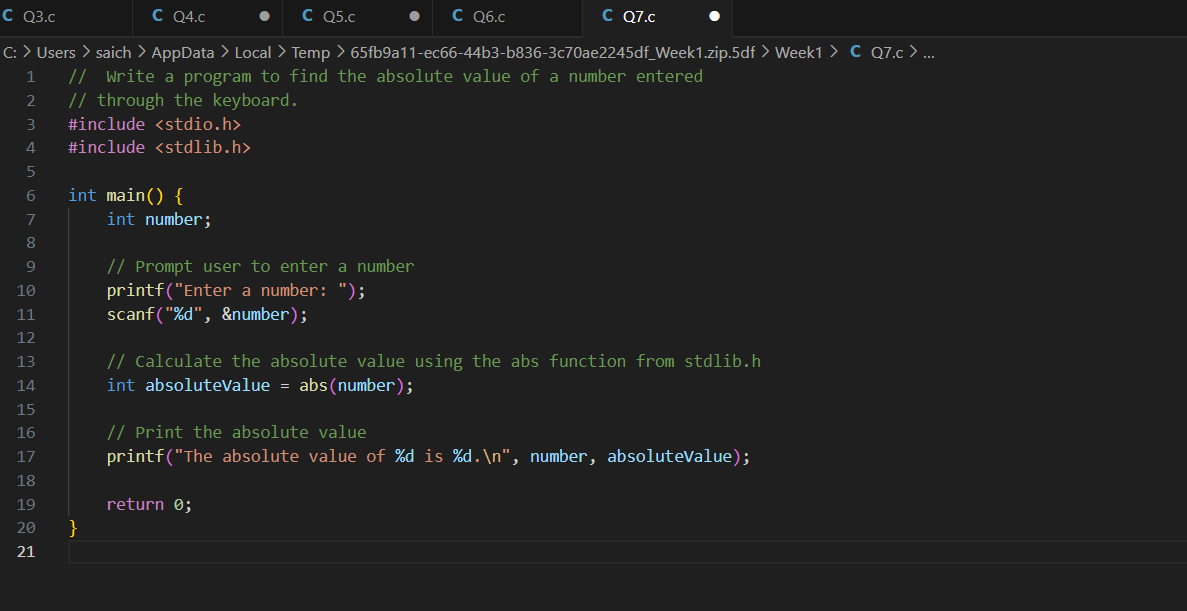 C Q3.c C Q4.c C Q5.c C Q6.c C Q7.c
C: > Users > saich > AppData > Local > Temp > 65fb9a11-ec66-44b3-b836-3c70ae2245df_Week1.zip.5df > Week1 > C Q7.c > ...
1 //  Write a program to find the absolute value of a number entered
2 // through the keyboard.
3 #include <stdio.h>
4 #include <stdlib.h>
5
6 int main() {
7     int number;
8
9     // Prompt user to enter a number
10     printf("Enter a number: ");
11     scanf("%d", &number);
12
13     // Calculate the absolute value using the abs function from stdlib.h
14     int absoluteValue = abs(number);
15
16     // Print the absolute value
17     printf("The absolute value of %d is %d.\n", number, absoluteValue);
18
19     return 0;
20 }
21